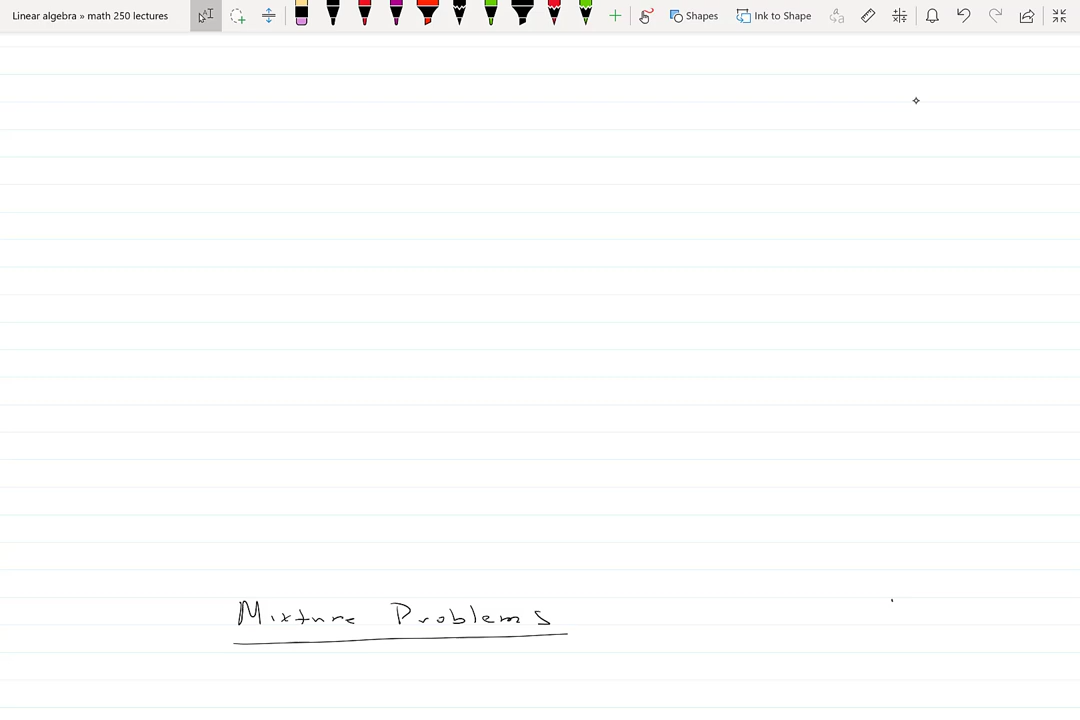 Linear algebra » math 250 lectures
Shapes
Ink to Shape
Mixture Problems